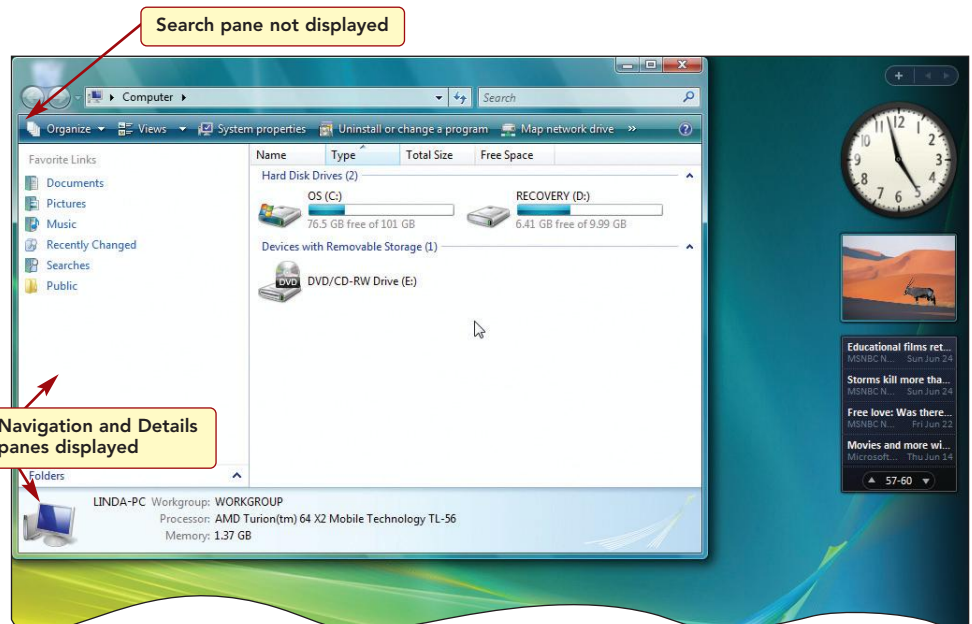 Search pane not displayed
Computer
Search
Organize Views System properties Uninstall or change a program Map network drive » ?
Favorite Links
Documents
Pictures
Music
Recently Changed
Searches
Public
Name Type Total Size Free Space
Hard Disk Drives (2)
OS (C:)
76.5 GB free of 101 GB
RECOVERY (D:)
6.41 GB free of 9.99 GB
Devices with Removable Storage (1)
DVD
DVD/CD-RW Drive (E:)
Navigation and Details
panes displayed
Folders
LINDA-PC Workgroup: WORKGROUP
Processor: AMD Turion(tm) 64 X2 Mobile Technology TL-56
Memory: 1.37 GB
11 12 1
10 2
9 3
8 4
7 6 5
Educational films ret...
MSNBC N... Sun Jun 24
Storms kill more tha...
MSNBC N... Sun Jun 24
Free love: Was there...
MSNBC N... Fri Jun 22
Movies and more wi...
Microsoft... Thu Jun 14
57-60